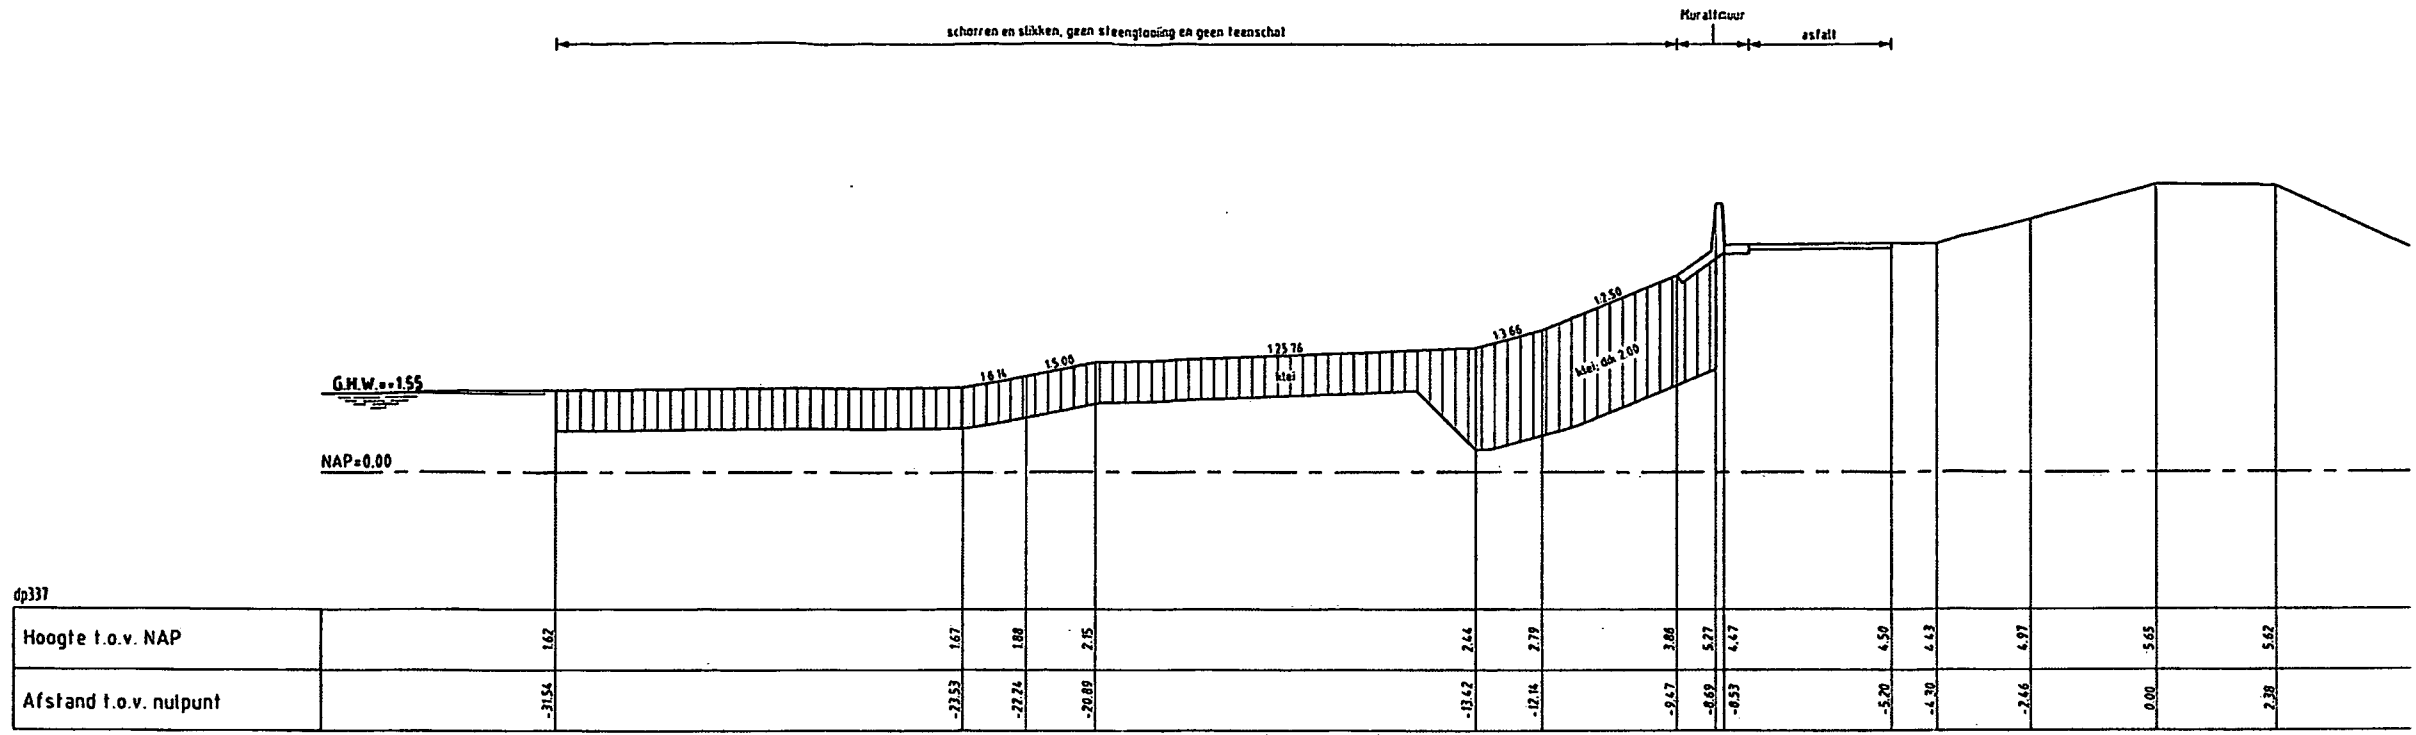 Muraltmuur
schorren en slikken, geen steenglooiing en geen teenschot
asfalt
1:2.50
1:3.66
klei; dik 2.00
1:25.76
klei
1:5.00
1:6.14
G.H.W.=+1.55
NAP=0.00
dp337
Hoogte t.o.v. NAP 1.62 1.67 1.88 2.15 2.44 2.79 3.86 5.27 4.47 4.50 4.43 4.97 5.65 5.62
Afstand t.o.v. nulpunt -31.54 -23.53 -22.24 -20.89 -13.42 -12.14 -9.47 -8.69 -8.53 -5.20 -4.30 -2.46 0.00 2.38